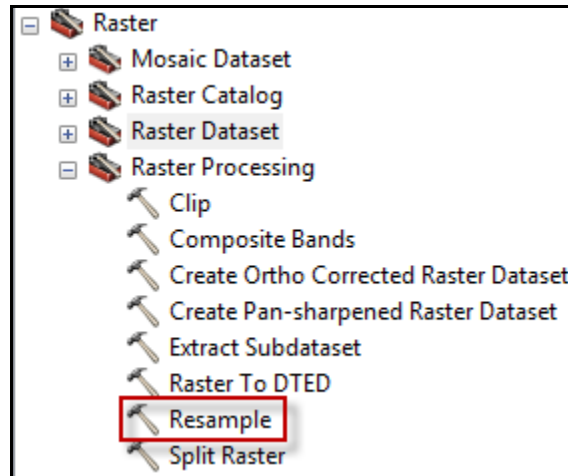 Raster
Mosaic Dataset
Raster Catalog
Raster Dataset
Raster Processing
Clip
Composite Bands
Create Ortho Corrected Raster Dataset
Create Pan-sharpened Raster Dataset
Extract Subdataset
Raster To DTED
Resample
Split Raster